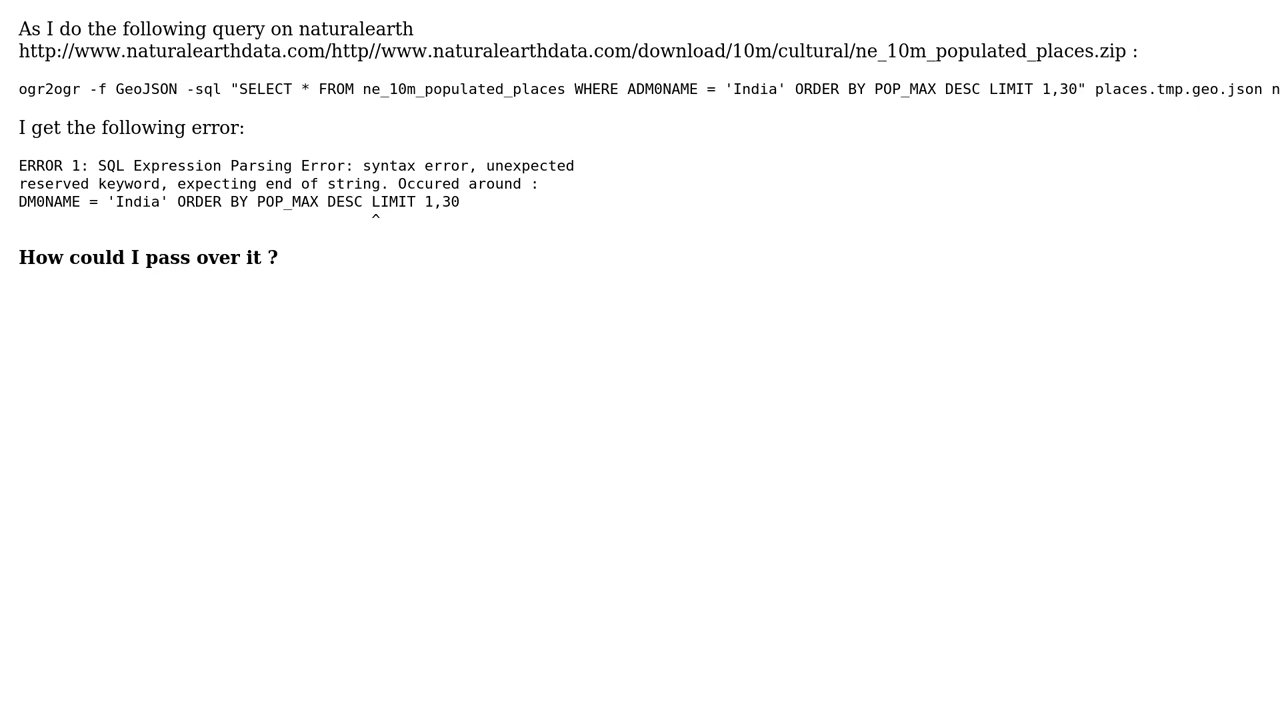 As I do the following query on naturalearth
http://www.naturalearthdata.com/http//www.naturalearthdata.com/download/10m/cultural/ne_10m_populated_places.zip :
ogr2ogr -f GeoJSON -sql "SELECT * FROM ne_10m_populated_places WHERE ADM0NAME = 'India' ORDER BY POP_MAX DESC LIMIT 1,30" places.tmp.geo.json n
I get the following error:
ERROR 1: SQL Expression Parsing Error: syntax error, unexpected
reserved keyword, expecting end of string. Occured around :
DM0NAME = 'India' ORDER BY POP_MAX DESC LIMIT 1,30
^
How could I pass over it ?